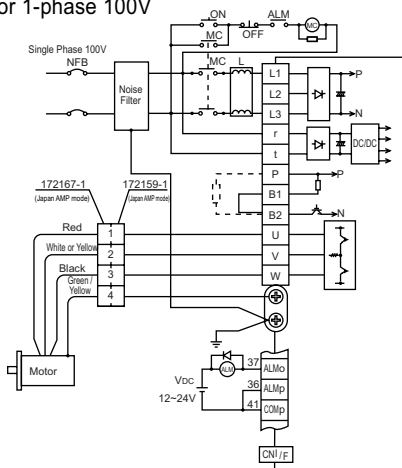 or 1-phase 100V
ON
ALM
MC
OFF
MC
Single Phase 100V
NFB
MC
L
Noise
Filter
L1
L2
L3
r
t
P
B1
B2
U
V
W
P
N
DC/DC
P
N
172167-1
(Japan AMP mode)
172159-1
(Japan AMP mode)
Red
1
White or Yellow
2
Black
3
Green /
Yellow
4
Motor
VDC
12~24V
ALM
37
ALMo
36
ALMp
41
COMp
CNI/F